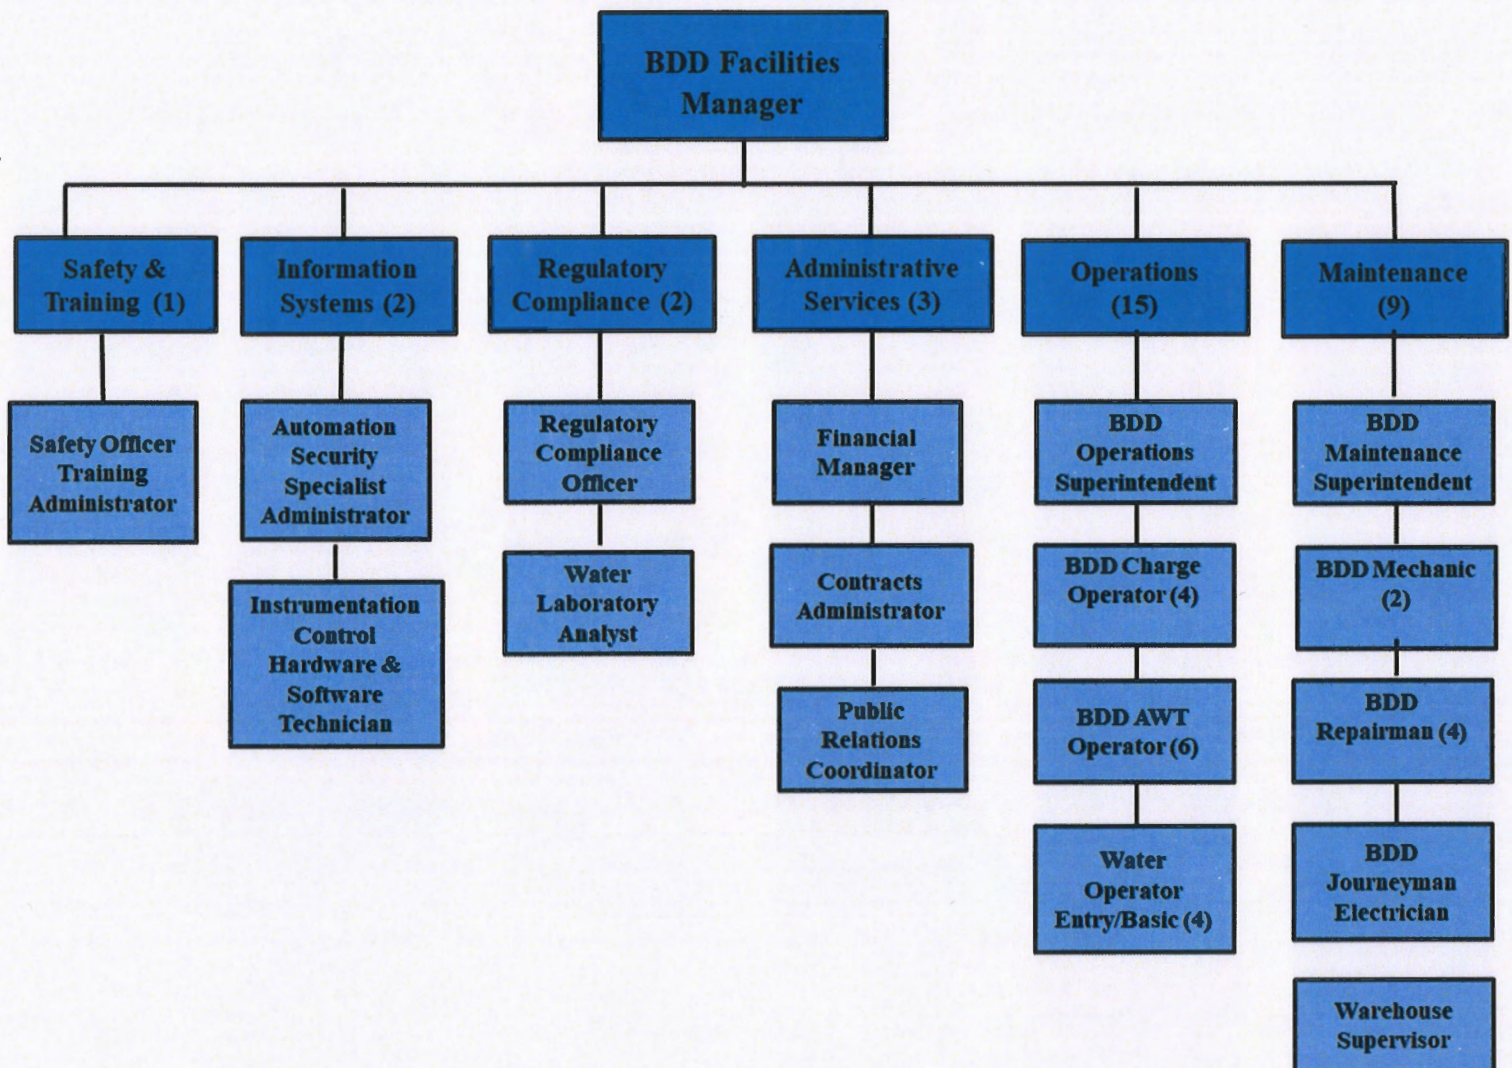 BDD Facilities
Manager
Safety &
Training (1)
Information
Systems (2)
Regulatory
Compliance (2)
Administrative
Services (3)
Operations
(15)
Maintenance
(9)
Safety Officer
Training
Administrator
Automation
Security
Specialist
Administrator
Instrumentation
Control
Hardware &
Software
Technician
Regulatory
Compliance
Officer
Water
Laboratory
Analyst
Financial
Manager
Contracts
Administrator
Public
Relations
Coordinator
BDD
Operations
Superintendent
BDD Charge
Operator (4)
BDD AWT
Operator (6)
Water
Operator
Entry/Basic (4)
BDD
Maintenance
Superintendent
BDD Mechanic
(2)
BDD
Repairman (4)
BDD
Journeyman
Electrician
Warehouse
Supervisor